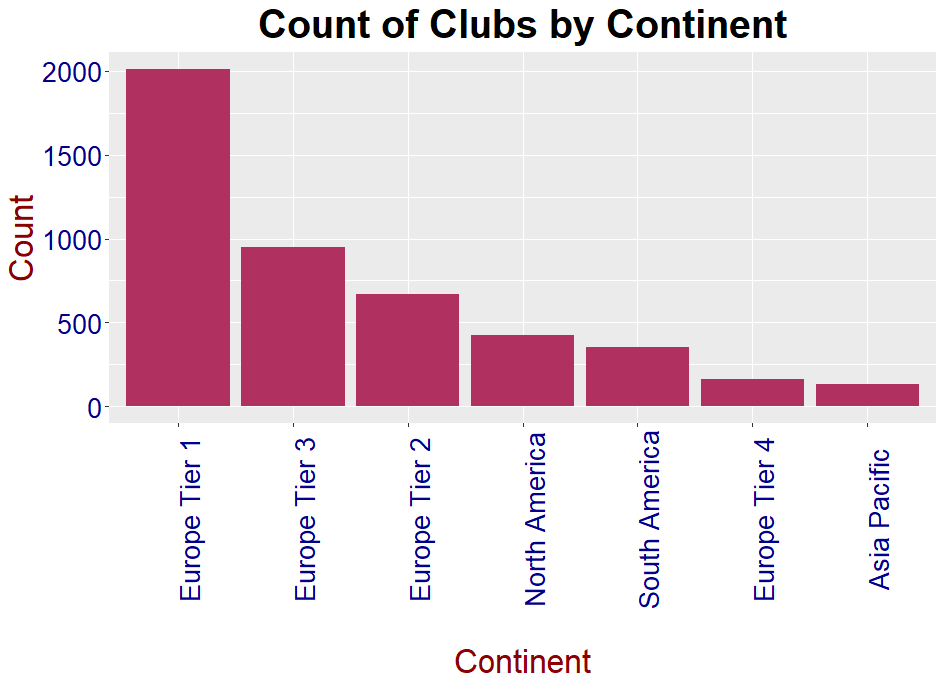 Count of Clubs by Continent
Count
2000
1500
1000
500
0
Europe Tier 1
Europe Tier 3
Europe Tier 2
North America
South America
Europe Tier 4
Asia Pacific
Continent